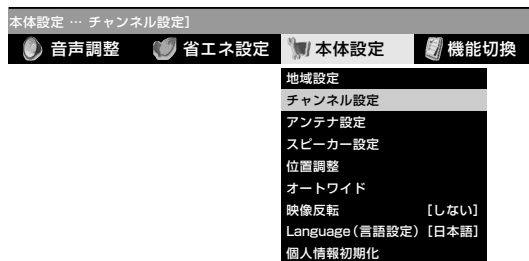 本体設定 … チャンネル設定]
音声調整 省エネ設定 本体設定 機能切換
地域設定
チャンネル設定
アンテナ設定
スピーカー設定
位置調整
オートワイド
映像反転 [しない]
Language(言語設定) [日本語]
個人情報初期化